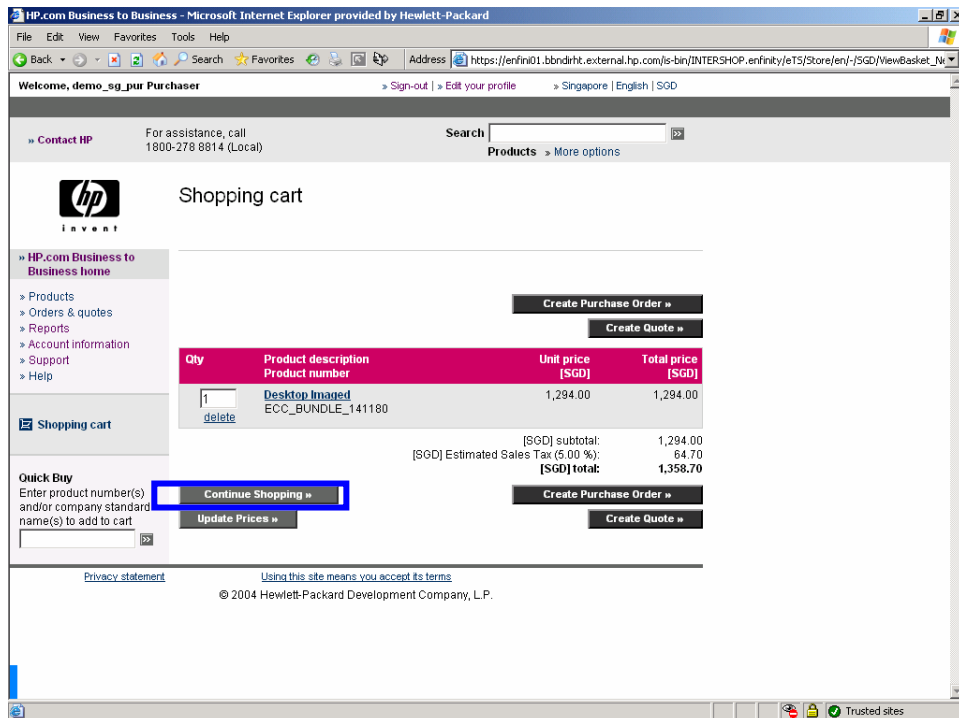 HP.com Business to Business - Microsoft Internet Explorer provided by Hewlett-Packard
File Edit View Favorites Tools Help
Back Search Favorites Address https://enfini01.bbndirht.external.hp.com/is-bin/INTERSHOP.enfinity/eTS/Store/en/-/SGD/ViewBasket_Ne
Welcome, demo_sg_pur Purchaser » Sign-out | » Edit your profile » Singapore | English | SGD
» Contact HP
For assistance, call
1800-278 8814 (Local)
Search »
Products » More options
hp
invent
Shopping cart
» HP.com Business to
Business home
» Products
» Orders & quotes
» Reports
» Account information
» Support
» Help
Shopping cart
Quick Buy
Enter product number(s)
and/or company standard
name(s) to add to cart
»
Create Purchase Order »
Create Quote »
Qty Product description Unit price Total price
Product number [SGD] [SGD]
1 Desktop Imaged 1,294.00 1,294.00
delete ECC_BUNDLE_141180
[SGD] subtotal: 1,294.00
[SGD] Estimated Sales Tax (5.00 %): 64.70
[SGD] total: 1,358.70
Continue Shopping » Create Purchase Order »
Update Prices » Create Quote »
Privacy statement Using this site means you accept its terms
© 2004 Hewlett-Packard Development Company, L.P.
Trusted sites